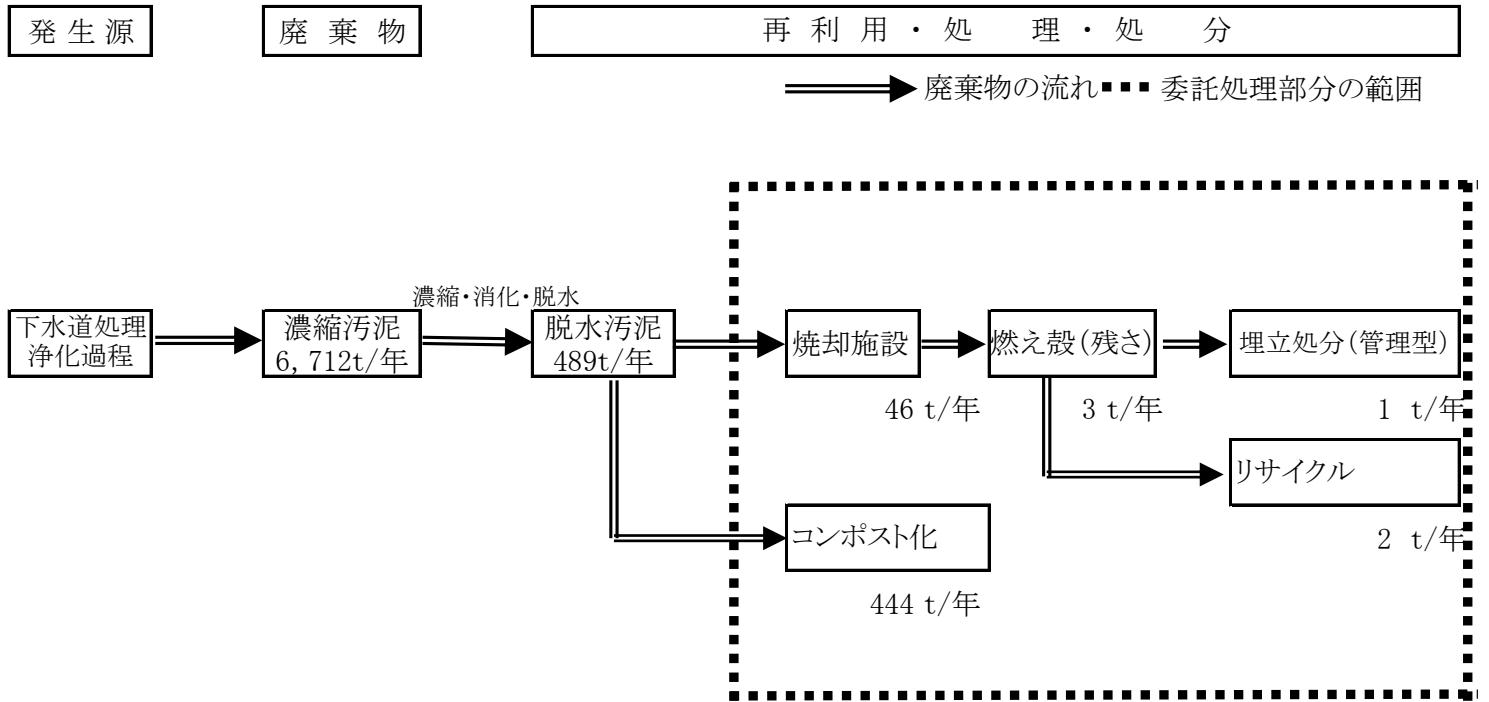 発生源
廃棄物
再利用・処理・処分
廃棄物の流れ
委託処理部分の範囲
濃縮・消化・脱水
下水道処理
浄化過程
濃縮汚泥
6,712t/年
脱水汚泥
489t/年
焼却施設
46 t/年
燃え殻(残さ)
3 t/年
埋立処分(管理型)
1 t/年
リサイクル
2 t/年
コンポスト化
444 t/年